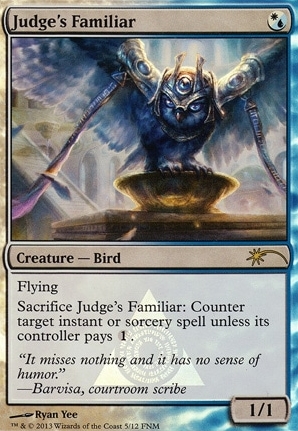 Judge's Familiar
Creature — Bird
Flying
Sacrifice Judge's Familiar: Counter
target instant or sorcery spell unless its
controller pays 1.
"It misses nothing and it has no sense of
humor."
—Barvisa, courtroom scribe
Ryan Yee
™ & © 2013 Wizards of the Coast 5/12 FNM
1/1